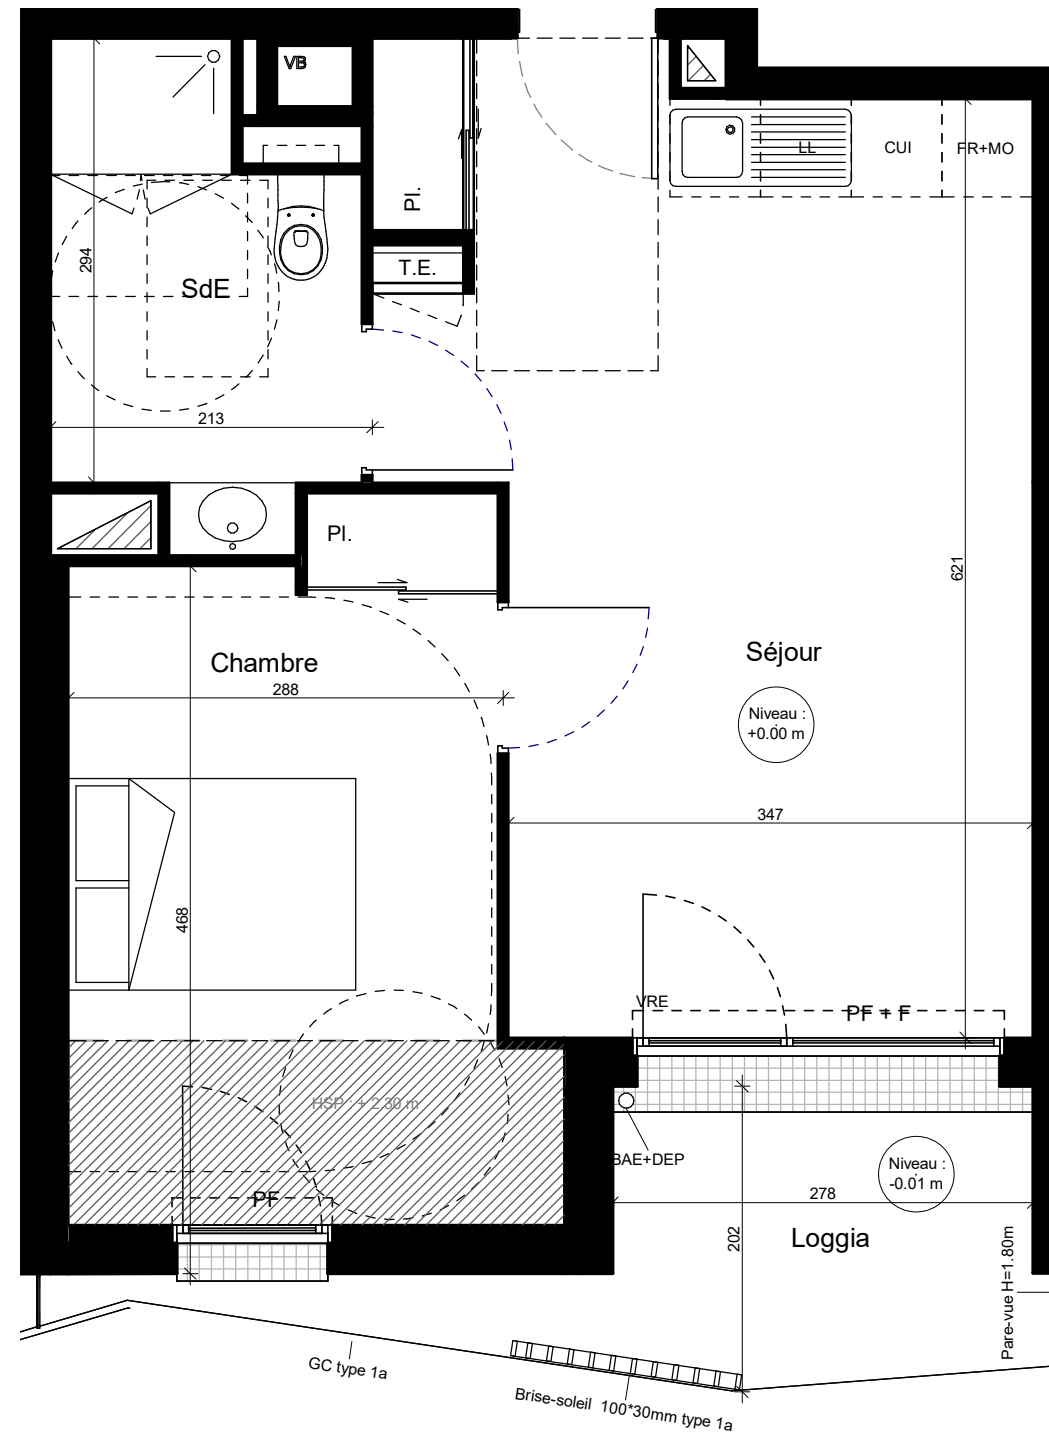 VB
LL
CUI
FR+MO
Pl.
T.E.
294
SdE
213
Pl.
621
Chambre
288
Séjour
Niveau :
+0.00 m
347
468
VRE
PF + F
HSP : + 2.30 m
BAE+DEP
Niveau :
-0.01 m
PF
278
202
Loggia
Pare-vue H=1.80m
GC type 1a
Brise-soleil 100*30mm type 1a